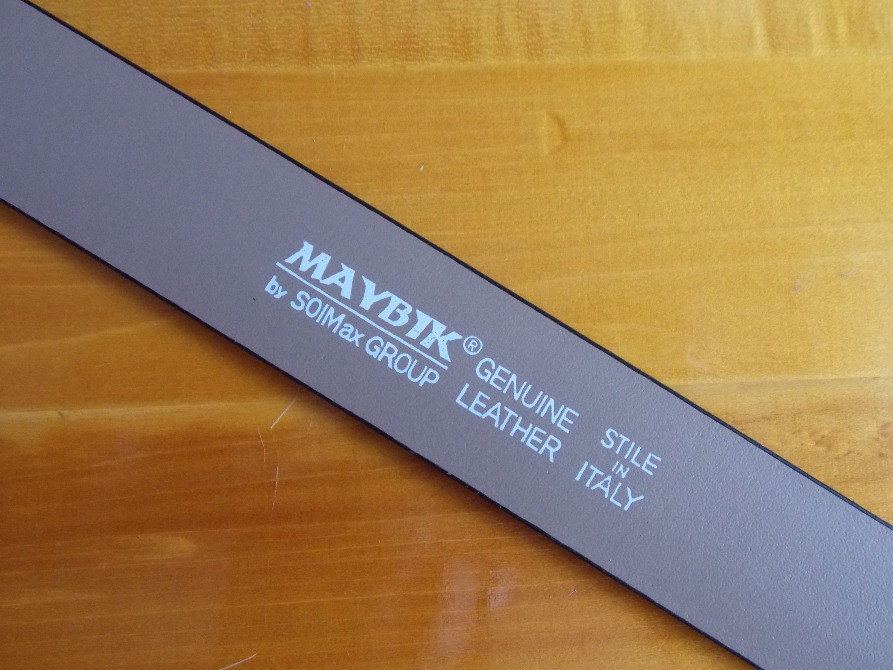 MAYBIK®
by SOIMax GROUP
GENUINE
LEATHER
STILE
IN
ITALY